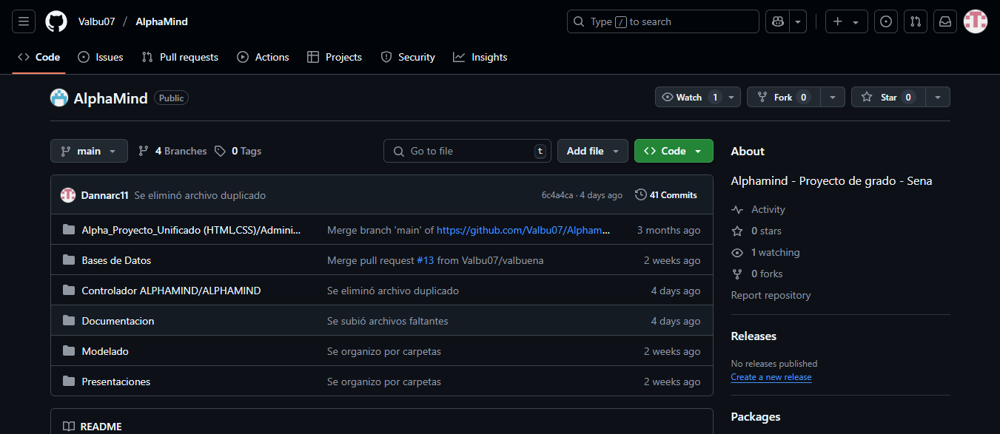 Valbu07 / AlphaMind
Type / to search
Code
Issues
Pull requests
Actions
Projects
Security
Insights
AlphaMind Public
Watch 1
Fork 0
Star 0
main
4 Branches
0 Tags
Go to file t
Add file
Code
Dannarc11 Se eliminó archivo duplicado 6c4a4ca · 4 days ago 41 Commits
Alpha_Proyecto_Unificado (HTML,CSS)/Admini... Merge branch 'main' of https://github.com/Valbu07/Alpham... 3 months ago
Bases de Datos Merge pull request #13 from Valbu07/valbuena 2 weeks ago
Controlador ALPHAMIND/ALPHAMIND Se eliminó archivo duplicado 4 days ago
Documentacion Se subió archivos faltantes 4 days ago
Modelado Se organizo por carpetas 2 weeks ago
Presentaciones Se organizo por carpetas 2 weeks ago
README
About
Alphamind - Proyecto de grado - Sena
Activity
0 stars
1 watching
0 forks
Report repository
Releases
No releases published
Create a new release
Packages